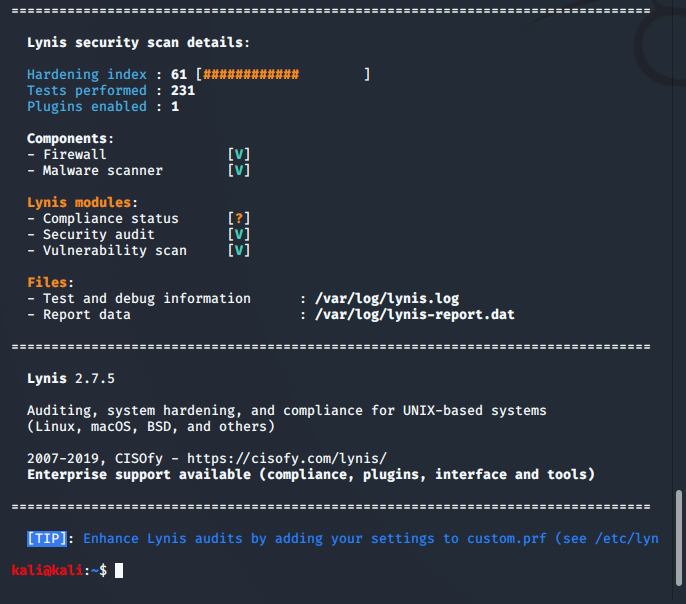 ================================================================================
Lynis security scan details:
Hardening index : 61 [############        ]
Tests performed : 231
Plugins enabled : 1
Components:
- Firewall               [V]
- Malware scanner        [V]
Lynis modules:
- Compliance status      [?]
- Security audit         [V]
- Vulnerability scan     [V]
Files:
- Test and debug information      : /var/log/lynis.log
- Report data                     : /var/log/lynis-report.dat
================================================================================
Lynis 2.7.5
Auditing, system hardening, and compliance for UNIX-based systems
(Linux, macOS, BSD, and others)
2007-2019, CISOfy - https://cisofy.com/lynis/
Enterprise support available (compliance, plugins, interface and tools)
================================================================================
[TIP]: Enhance Lynis audits by adding your settings to custom.prf (see /etc/lyn
kali@kali:~$